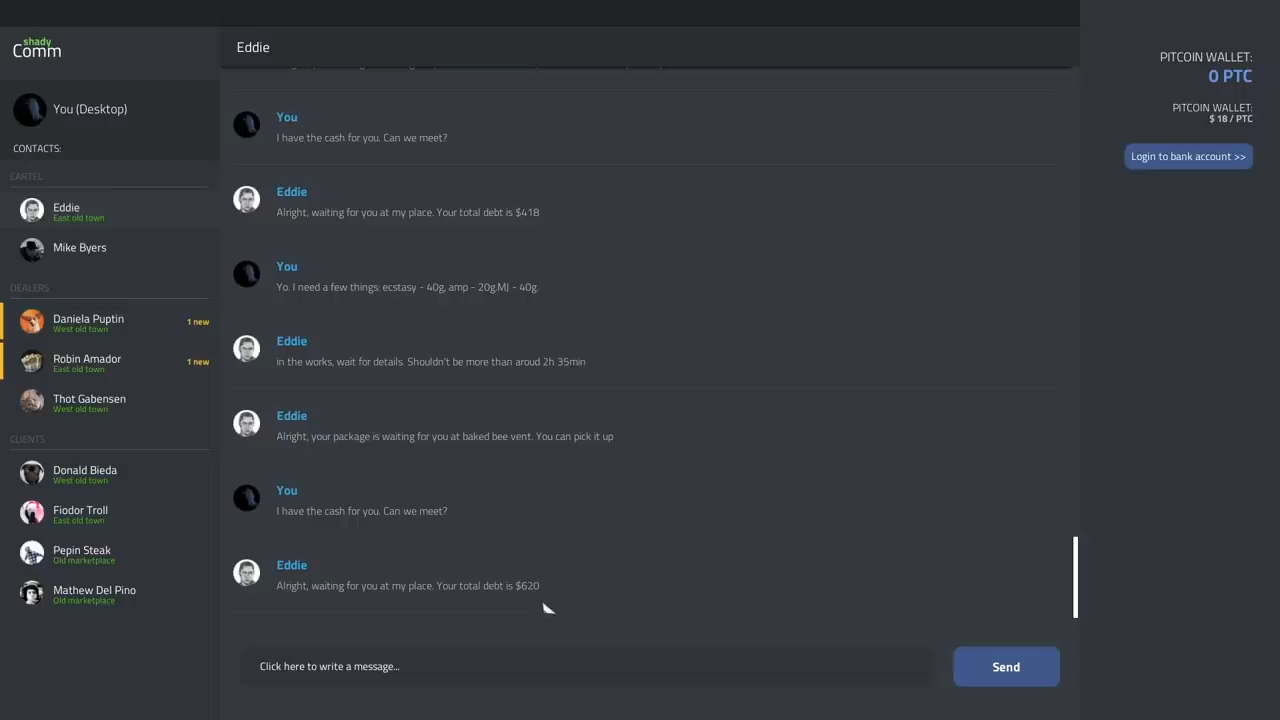 shady
Comm
You (Desktop)
CONTACTS:
CARTEL
Eddie
East old town
Mike Byers
DEALERS
Daniela Puptin
West old town
1 new
Robin Amador
East old town
1 new
Thot Gabensen
West old town
CLIENTS
Donald Bieda
West old town
Fiodor Troll
East old town
Pepin Steak
Old marketplace
Mathew Del Pino
Old marketplace
Eddie
You
I have the cash for you. Can we meet?
Eddie
Alright, waiting for you at my place. Your total debt is $418
You
Yo. I need a few things: ecstasy - 40g, amp - 20g.MJ - 40g.
Eddie
in the works, wait for details. Shouldn't be more than aroud 2h 35min
Eddie
Alright, your package is waiting for you at baked bee vent. You can pick it up
You
I have the cash for you. Can we meet?
Eddie
Alright, waiting for you at my place. Your total debt is $620
Click here to write a message...
Send
PITCOIN WALLET:
0 PTC
PITCOIN WALLET:
$ 18 / PTC
Login to bank account >>